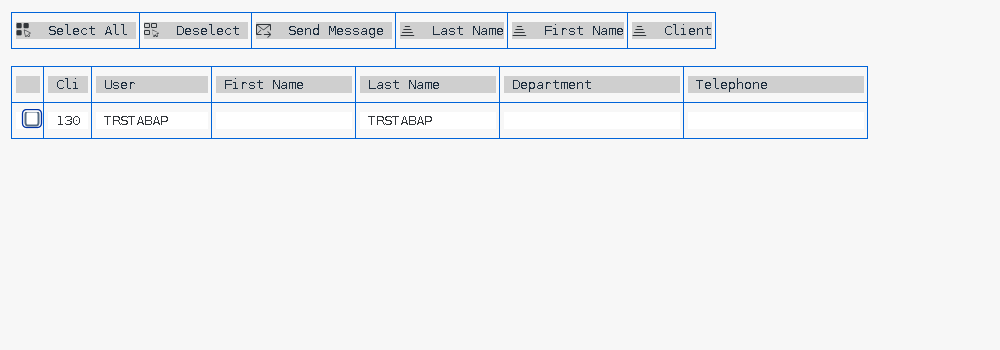 Select All Deselect Send Message Last Name First Name Client
Cli User First Name Last Name Department Telephone
130 TRSTABAP TRSTABAP